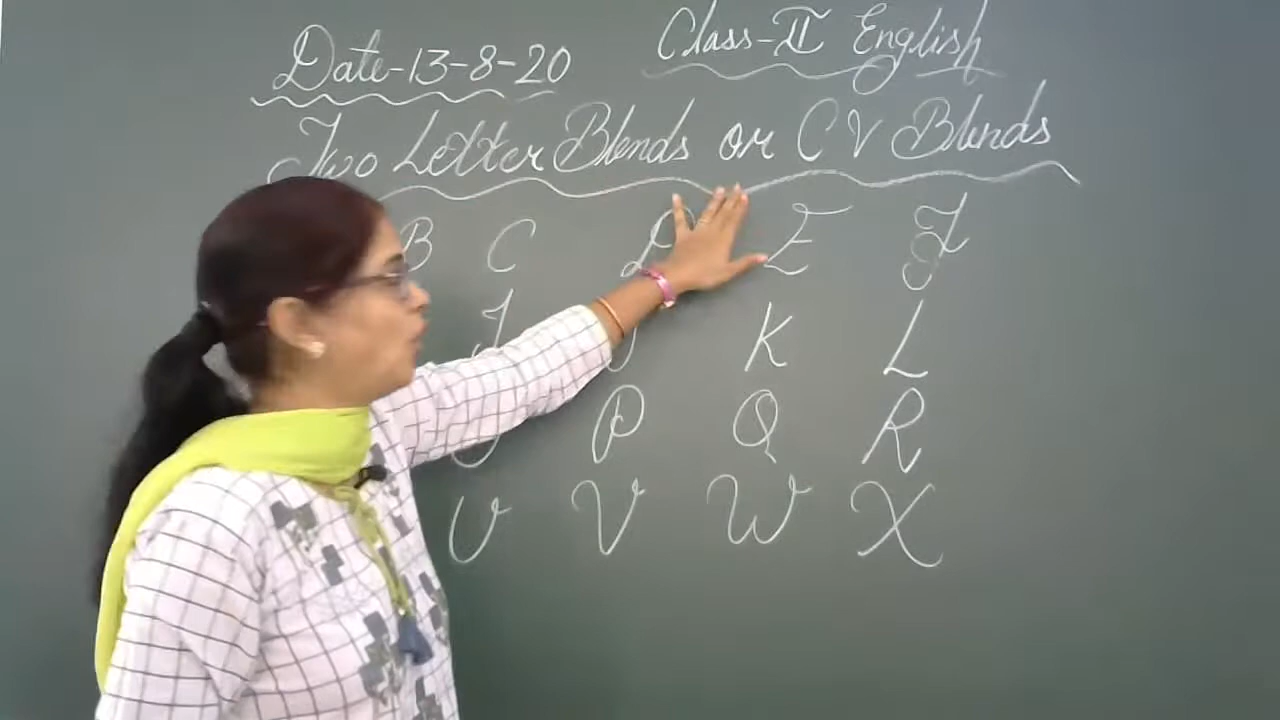 Date-13-8-20 Class-II English
Two Letter Blends or CV Blends
B C D E F
I J K L
P Q R
U V W X